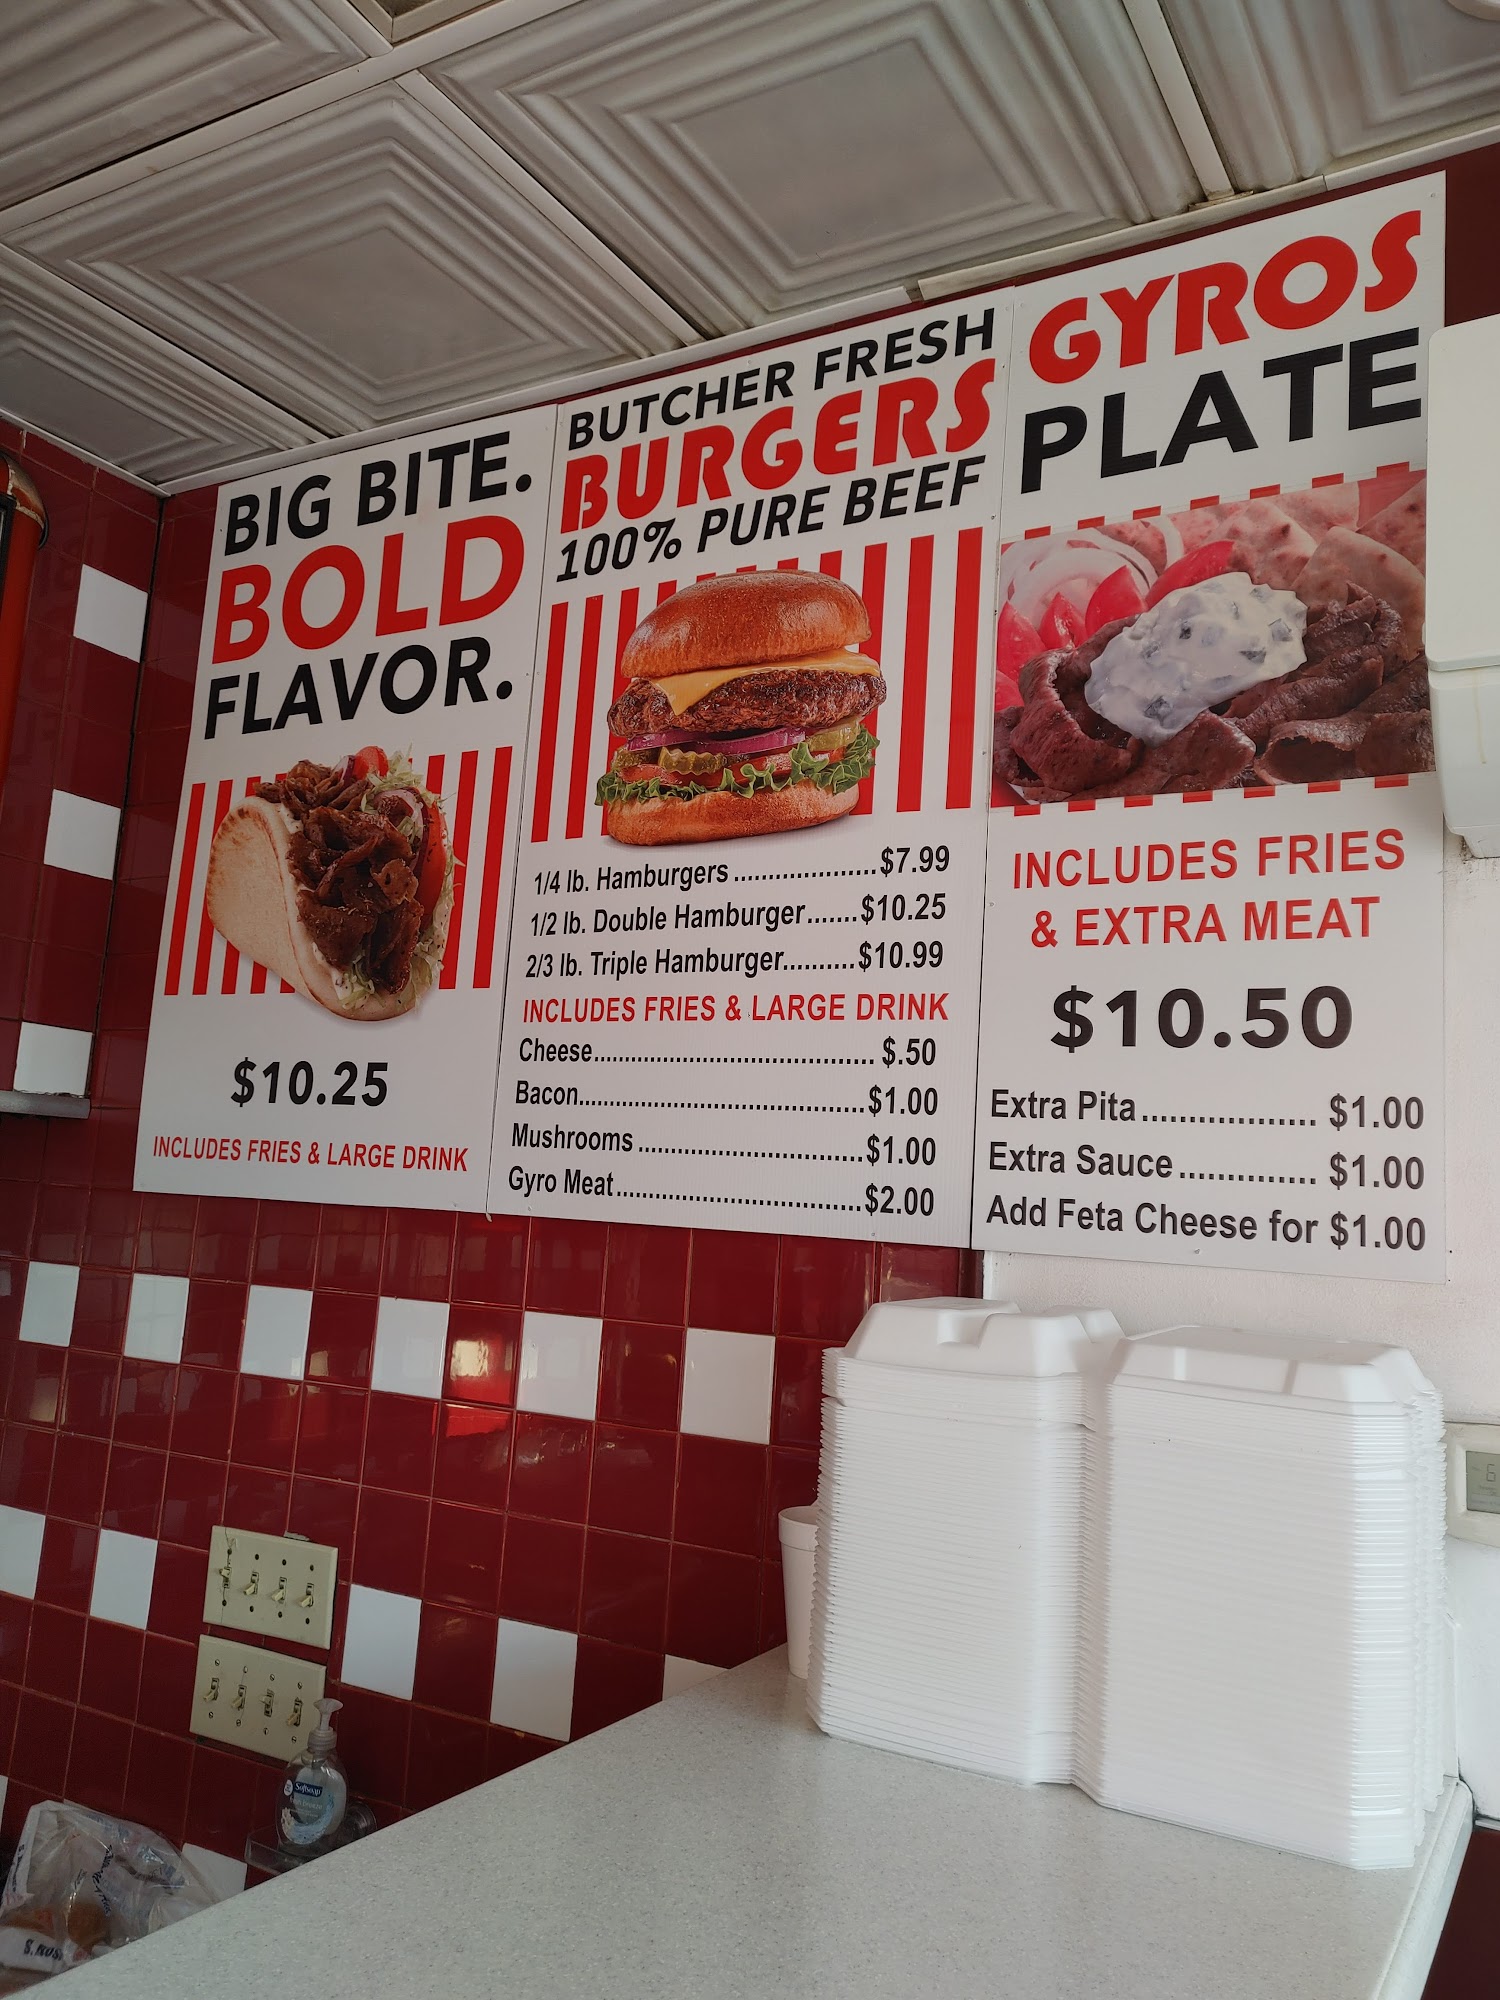 BIG BITE.
BOLD
FLAVOR.
$10.25
INCLUDES FRIES & LARGE DRINK
BUTCHER FRESH
BURGERS
100% PURE BEEF
1/4 lb. Hamburgers ..................... $7.99
1/2 lb. Double Hamburger ....... $10.25
2/3 lb. Triple Hamburger .......... $10.99
INCLUDES FRIES & LARGE DRINK
Cheese .......................................... $.50
Bacon .......................................... $1.00
Mushrooms ................................. $1.00
Gyro Meat .................................... $2.00
GYROS
PLATE
INCLUDES FRIES
& EXTRA MEAT
$10.50
Extra Pita ................... $1.00
Extra Sauce ............... $1.00
Add Feta Cheese for $1.00
Softsoap